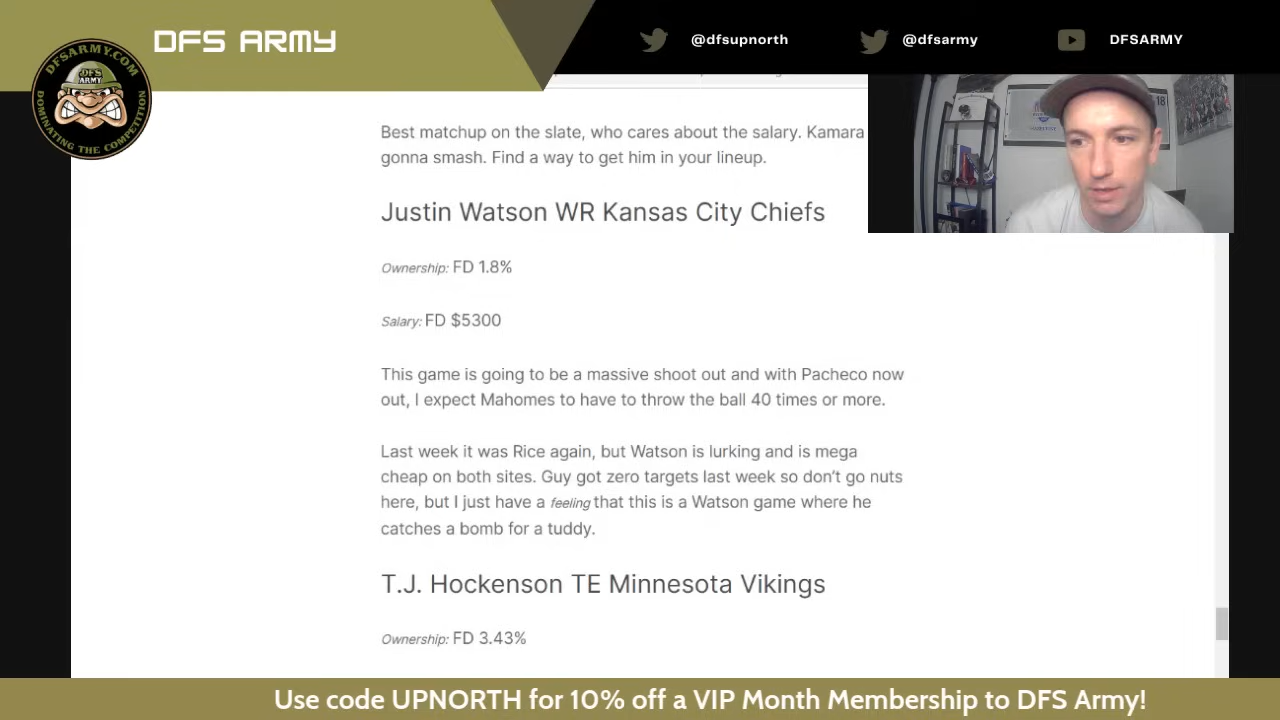 DFS ARMY
@dfsupnorth
@dfsarmy
DFSARMY
DFSARMY.COM
DFS
ARMY
DOMINATING THE COMPETITION
18
Best matchup on the slate, who cares about the salary. Kamara
gonna smash. Find a way to get him in your lineup.
Justin Watson WR Kansas City Chiefs
Ownership: FD 1.8%
Salary: FD $5300
This game is going to be a massive shoot out and with Pacheco now
out, I expect Mahomes to have to throw the ball 40 times or more.
Last week it was Rice again, but Watson is lurking and is mega
cheap on both sites. Guy got zero targets last week so don't go nuts
here, but I just have a feeling that this is a Watson game where he
catches a bomb for a tuddy.
T.J. Hockenson TE Minnesota Vikings
Ownership: FD 3.43%
Use code UPNORTH for 10% off a VIP Month Membership to DFS Army!